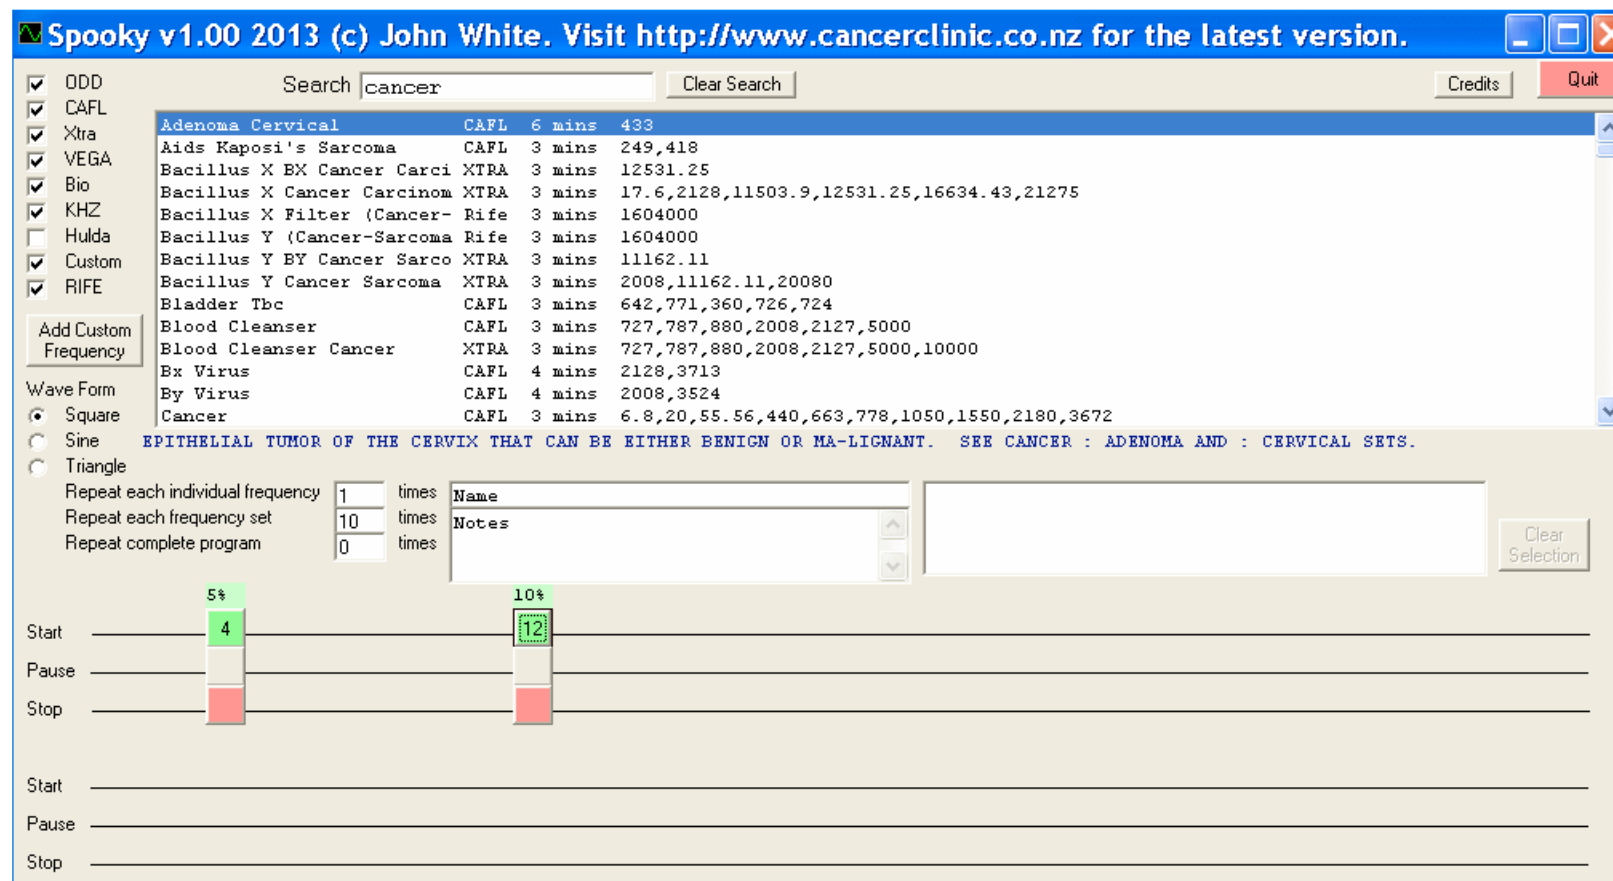 Spooky v1.00 2013 (c) John White. Visit http://www.cancerclinic.co.nz for the latest version.
ODD
CAFL
Xtra
VEGA
Bio
KHZ
Hulda
Custom
RIFE
Add Custom
Frequency
Wave Form
Square
Sine
Triangle
Search cancer Clear Search Credits Quit
Adenoma Cervical CAFL 6 mins 433
Aids Kaposi's Sarcoma CAFL 3 mins 249,418
Bacillus X BX Cancer Carci XTRA 3 mins 12531.25
Bacillus X Cancer Carcinom XTRA 3 mins 17.6,2128,11503.9,12531.25,16634.43,21275
Bacillus X Filter (Cancer- Rife 3 mins 1604000
Bacillus Y (Cancer-Sarcoma Rife 3 mins 1604000
Bacillus Y BY Cancer Sarco XTRA 3 mins 11162.11
Bacillus Y Cancer Sarcoma XTRA 3 mins 2008,11162.11,20080
Bladder Tbc CAFL 3 mins 642,771,360,726,724
Blood Cleanser CAFL 3 mins 727,787,880,2008,2127,5000
Blood Cleanser Cancer XTRA 3 mins 727,787,880,2008,2127,5000,10000
Bx Virus CAFL 4 mins 2128,3713
By Virus CAFL 4 mins 2008,3524
Cancer CAFL 3 mins 6.8,20,55.56,440,663,778,1050,1550,2180,3672
EPITHELIAL TUMOR OF THE CERVIX THAT CAN BE EITHER BENIGN OR MA-LIGNANT. SEE CANCER : ADENOMA AND : CERVICAL SETS.
Repeat each individual frequency 1 times
Repeat each frequency set 10 times
Repeat complete program 0 times
Name
Notes
Clear
Selection
5% 10%
Start 4 12
Pause
Stop
Start
Pause
Stop